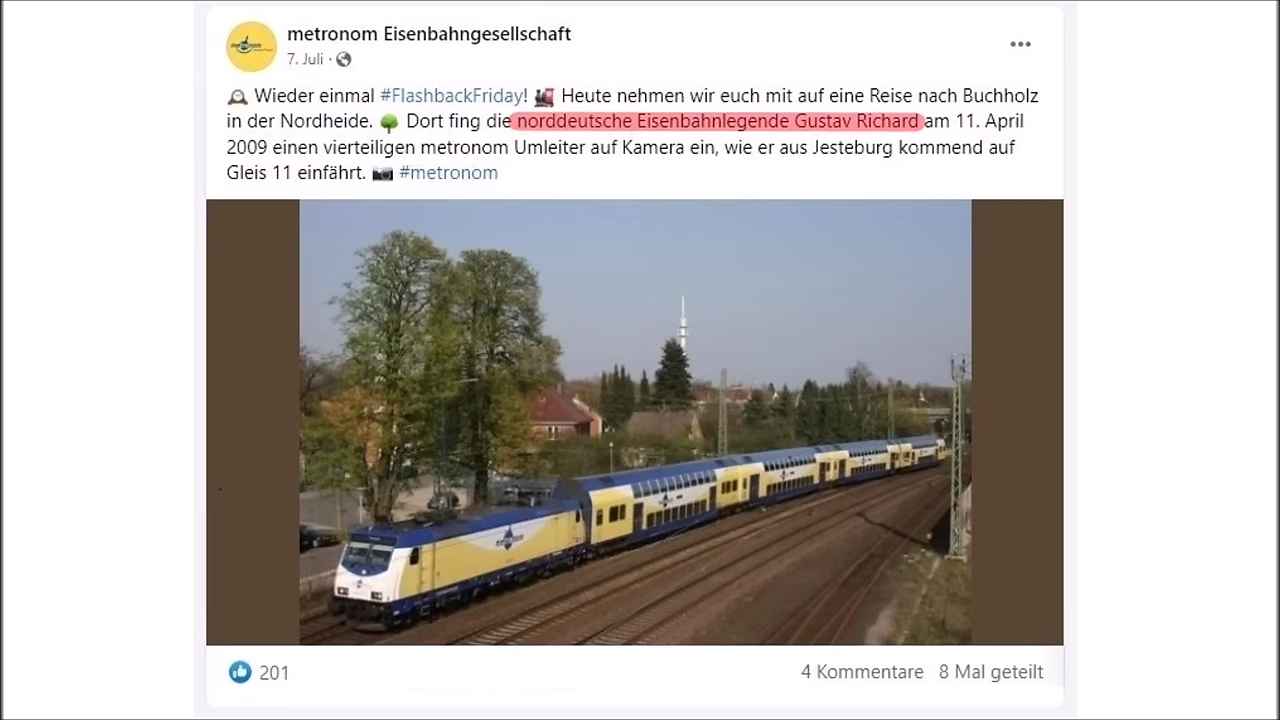 metronom Eisenbahngesellschaft
7. Juli ·
🕰️ Wieder einmal #FlashbackFriday! 🚂 Heute nehmen wir euch mit auf eine Reise nach Buchholz
in der Nordheide. 🌳 Dort fing die norddeutsche Eisenbahnlegende Gustav Richard am 11. April
2009 einen vierteiligen metronom Umleiter auf Kamera ein, wie er aus Jesteburg kommend auf
Gleis 11 einfährt. 📷 #metronom
metronom
201
4 Kommentare 8 Mal geteilt